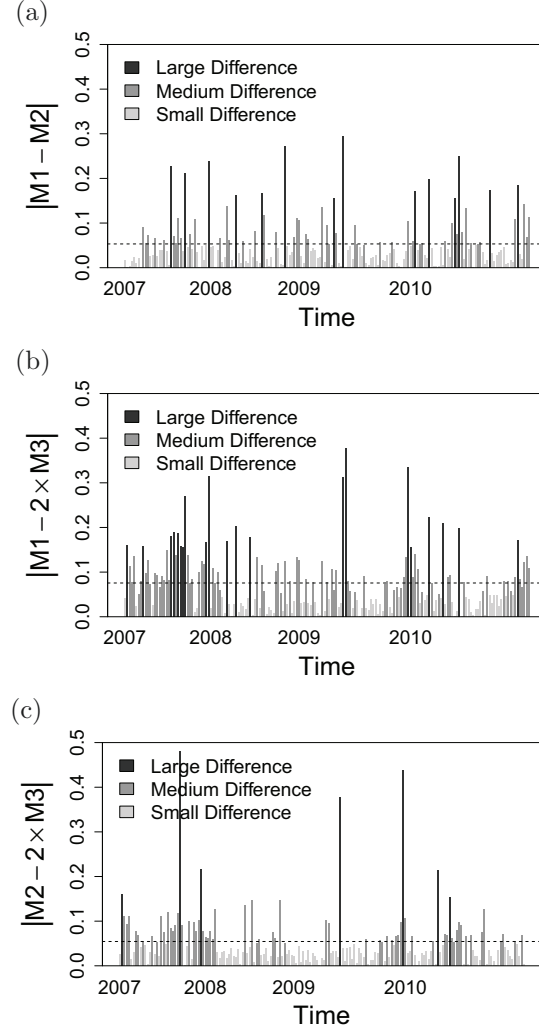 (a)
|M1 − M2|
0.5
0.4
0.3
0.2
0.1
0.0
Large Difference
Medium Difference
Small Difference
2007 2008 2009 2010
Time
(b)
|M1 − 2 × M3|
0.5
0.4
0.3
0.2
0.1
0.0
Large Difference
Medium Difference
Small Difference
2007 2008 2009 2010
Time
(c)
|M2 − 2 × M3|
0.5
0.4
0.3
0.2
0.1
0.0
Large Difference
Medium Difference
Small Difference
2007 2008 2009 2010
Time